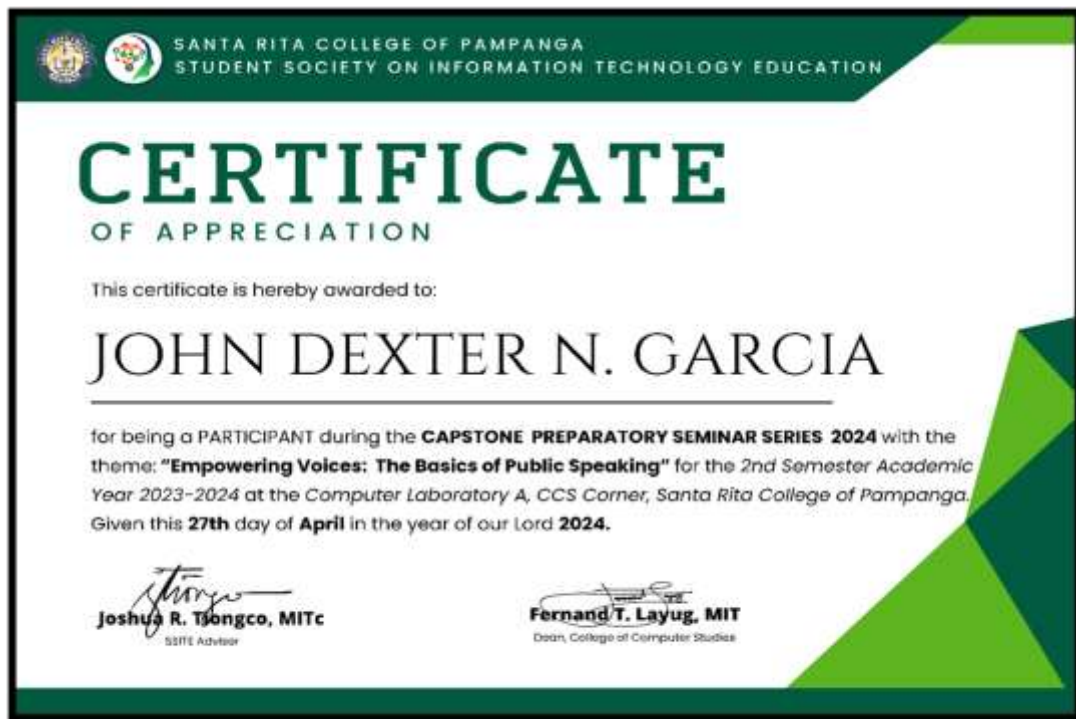 SANTA RITA COLLEGE OF PAMPANGA
STUDENT SOCIETY ON INFORMATION TECHNOLOGY EDUCATION
CERTIFICATE
OF APPRECIATION
This certificate is hereby awarded to:
JOHN DEXTER N. GARCIA
for being a PARTICIPANT during the CAPSTONE PREPARATORY SEMINAR SERIES 2024 with the
theme: "Empowering Voices: The Basics of Public Speaking" for the 2nd Semester Academic
Year 2023-2024 at the Computer Laboratory A, CCS Corner, Santa Rita College of Pampanga.
Given this 27th day of April in the year of our Lord 2024.
Joshua R. Tiongco, MITc
SSITE Advisor
Fernand T. Layug, MIT
Dean, College of Computer Studies